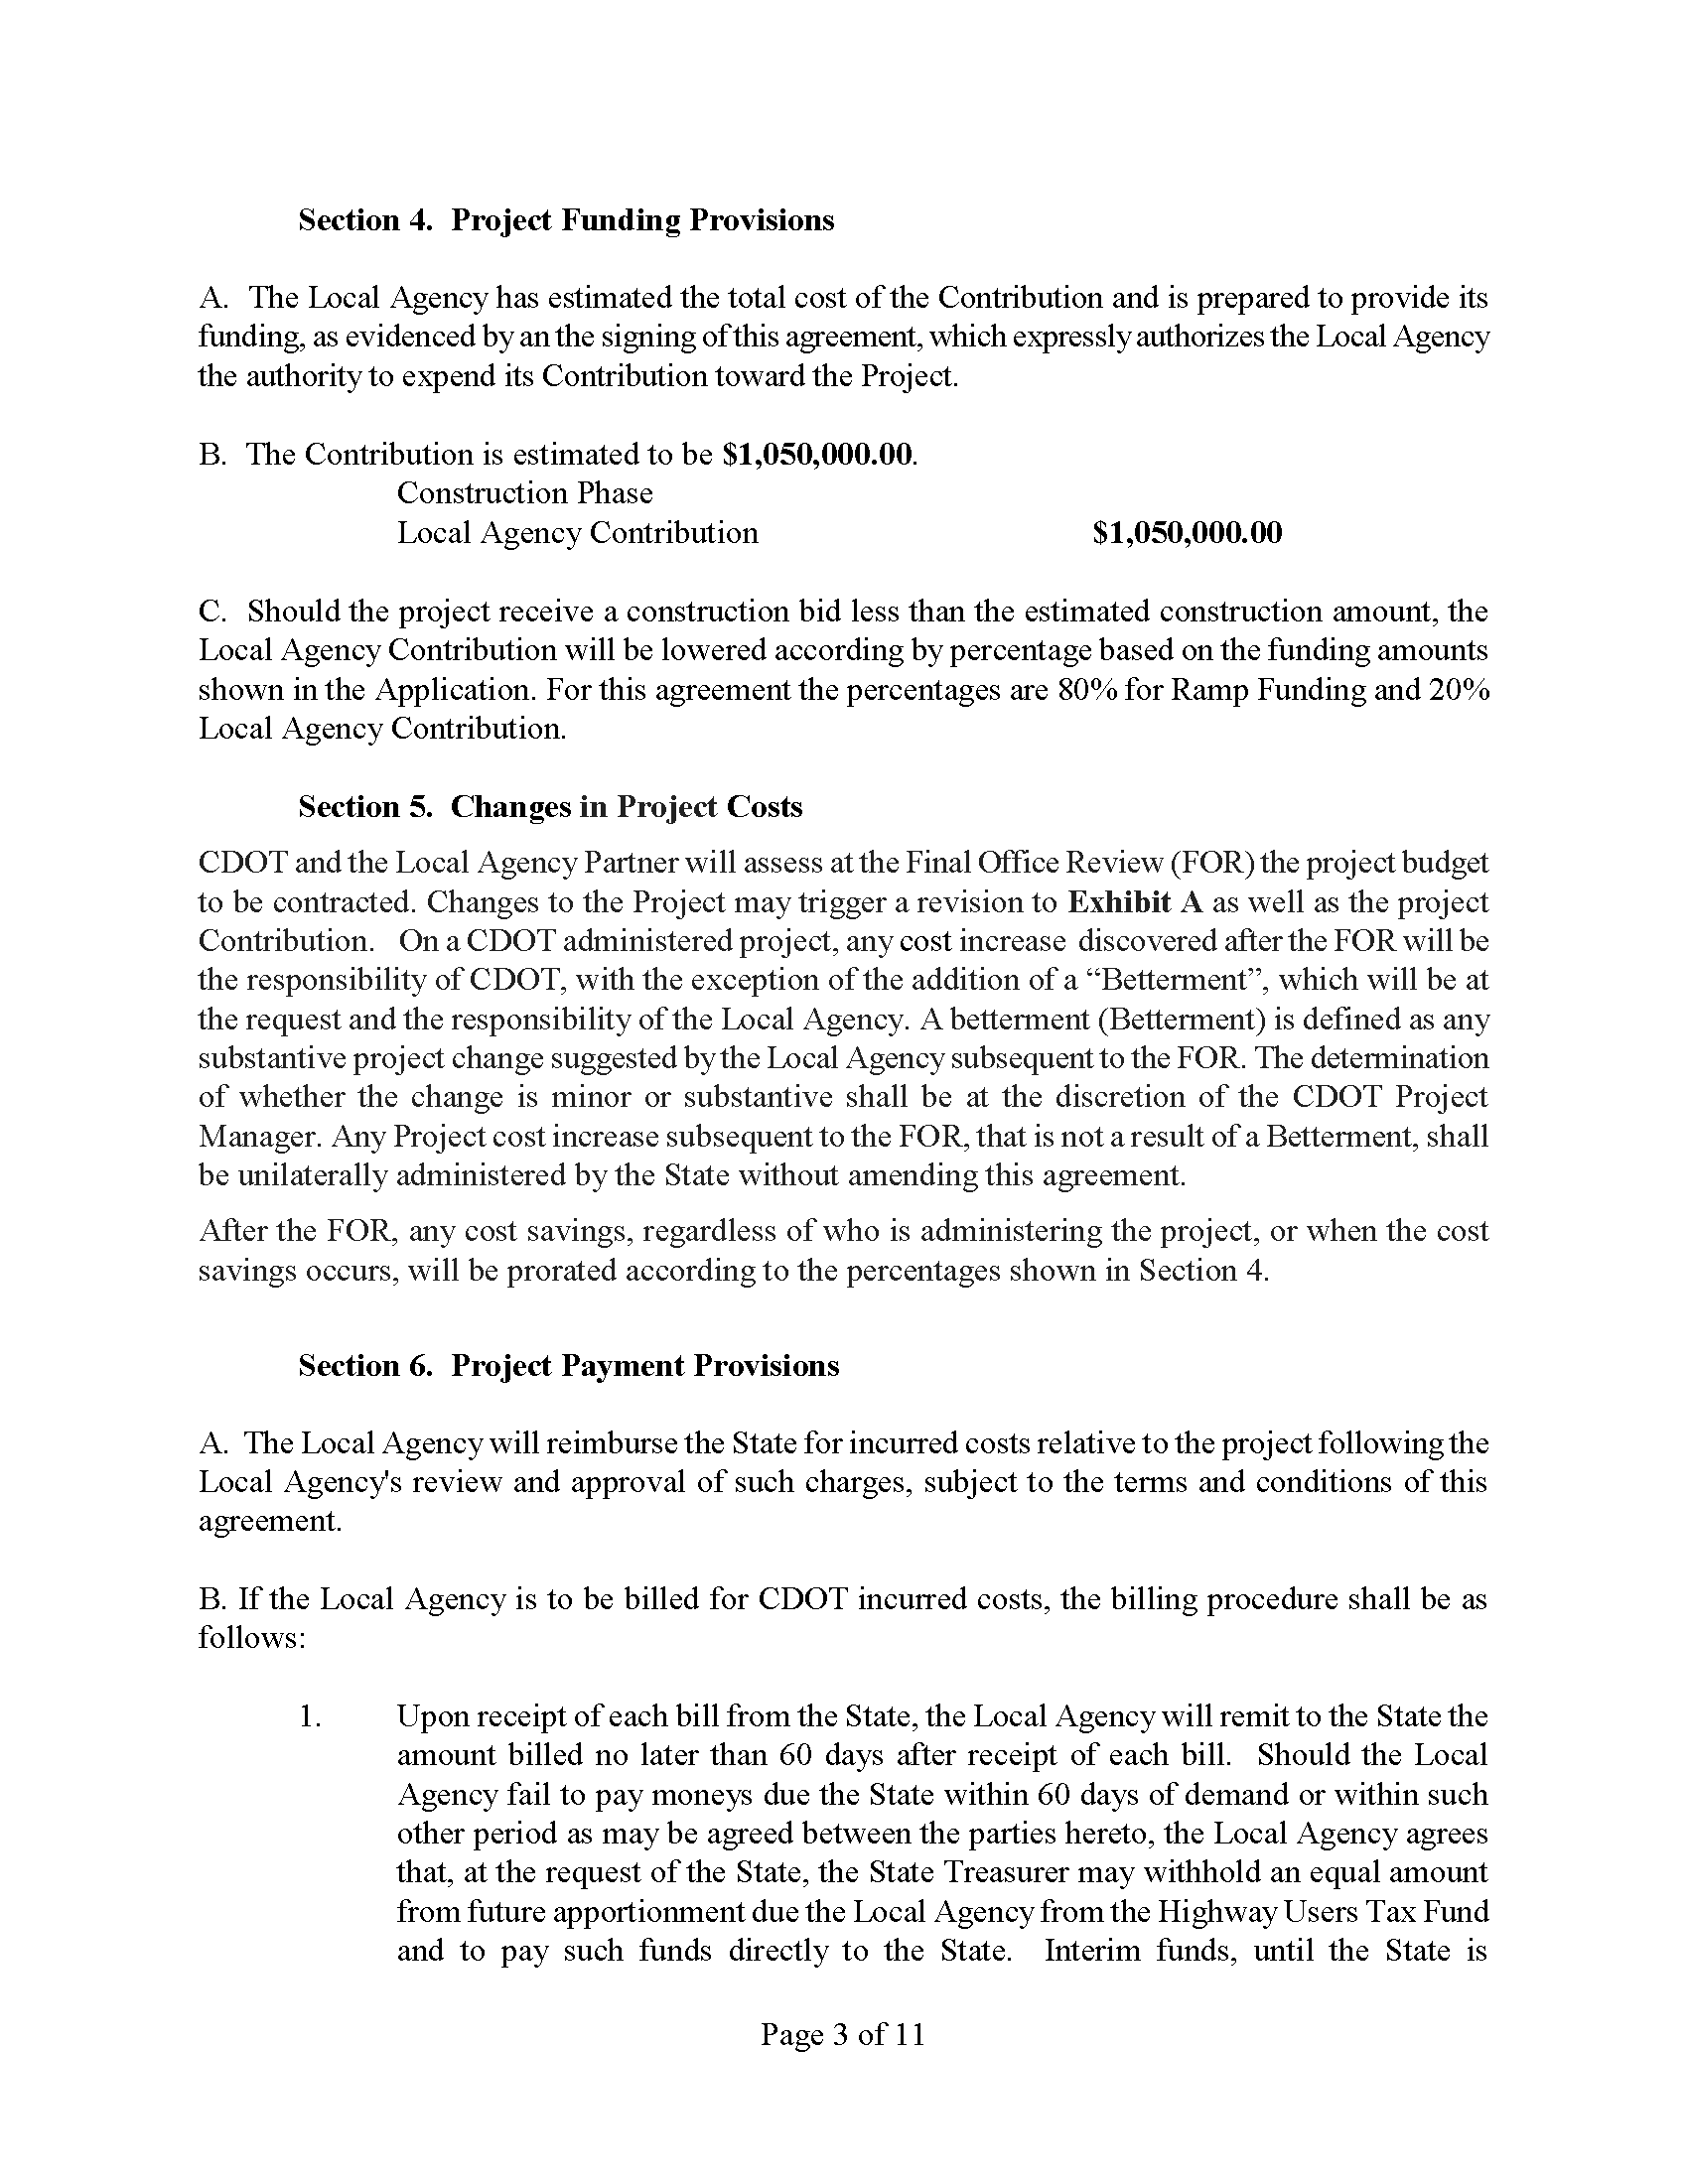 Section 4. Project Funding Provisions
A. The Local Agency has estimated the total cost of the Contribution and is prepared to provide its
funding, as evidenced by an the signing of this agreement, which expressly authorizes the Local Agency
the authority to expend its Contribution toward the Project.
B. The Contribution is estimated to be $1,050,000.00.
Construction Phase
Local Agency Contribution $1,050,000.00
C. Should the project receive a construction bid less than the estimated construction amount, the
Local Agency Contribution will be lowered according by percentage based on the funding amounts
shown in the Application. For this agreement the percentages are 80% for Ramp Funding and 20%
Local Agency Contribution.
Section 5. Changes in Project Costs
CDOT and the Local Agency Partner will assess at the Final Office Review (FOR) the project budget
to be contracted. Changes to the Project may trigger a revision to Exhibit A as well as the project
Contribution. On a CDOT administered project, any cost increase discovered after the FOR will be
the responsibility of CDOT, with the exception of the addition of a “Betterment”, which will be at
the request and the responsibility of the Local Agency. A betterment (Betterment) is defined as any
substantive project change suggested by the Local Agency subsequent to the FOR. The determination
of whether the change is minor or substantive shall be at the discretion of the CDOT Project
Manager. Any Project cost increase subsequent to the FOR, that is not a result of a Betterment, shall
be unilaterally administered by the State without amending this agreement.
After the FOR, any cost savings, regardless of who is administering the project, or when the cost
savings occurs, will be prorated according to the percentages shown in Section 4.
Section 6. Project Payment Provisions
A. The Local Agency will reimburse the State for incurred costs relative to the project following the
Local Agency's review and approval of such charges, subject to the terms and conditions of this
agreement.
B. If the Local Agency is to be billed for CDOT incurred costs, the billing procedure shall be as
follows:
1. Upon receipt of each bill from the State, the Local Agency will remit to the State the
amount billed no later than 60 days after receipt of each bill. Should the Local
Agency fail to pay moneys due the State within 60 days of demand or within such
other period as may be agreed between the parties hereto, the Local Agency agrees
that, at the request of the State, the State Treasurer may withhold an equal amount
from future apportionment due the Local Agency from the Highway Users Tax Fund
and to pay such funds directly to the State. Interim funds, until the State is
Page 3 of 11